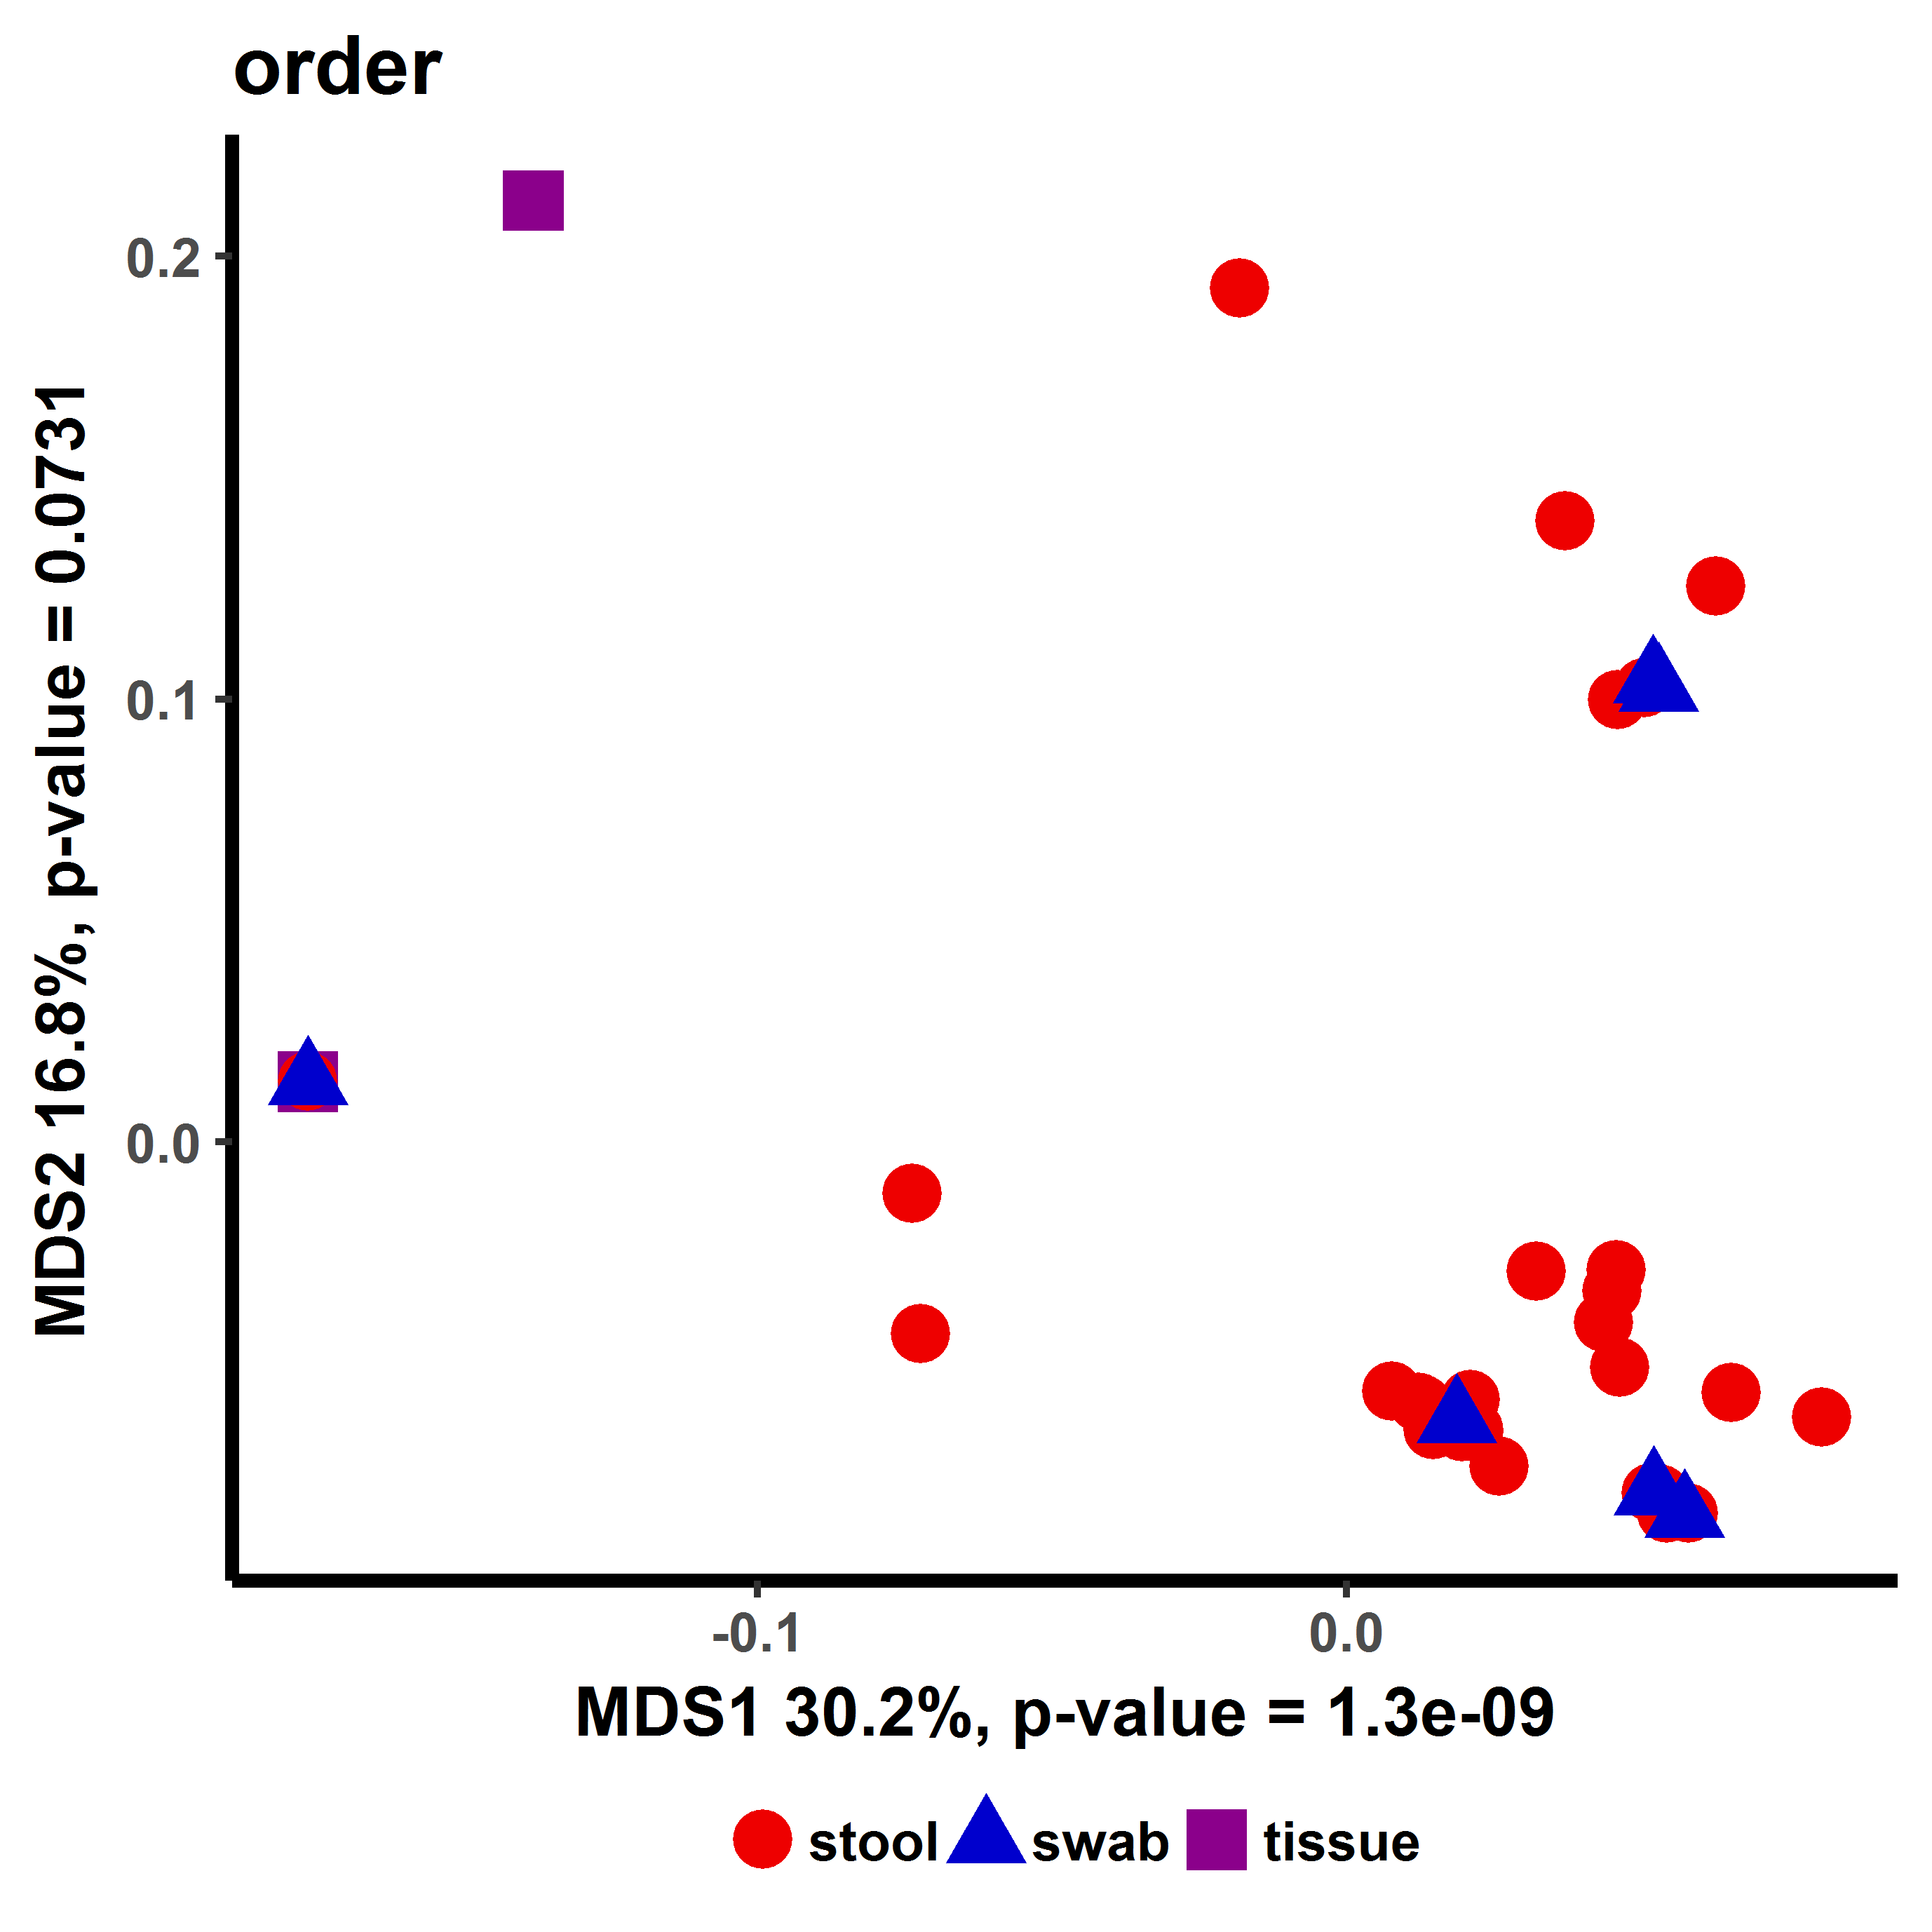 order
MDS2 16.8%, p-value = 0.0731
0.2
0.1
0.0
-0.1
0.0
MDS1 30.2%, p-value = 1.3e-09
stool swab tissue